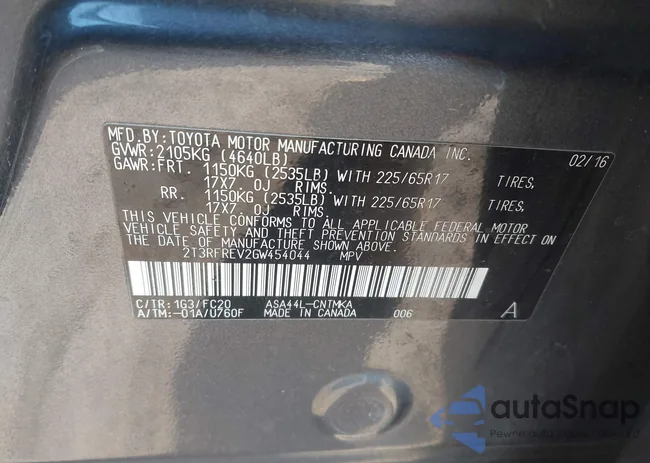 MFD. BY: TOYOTA MOTOR MANUFACTURING CANADA INC.
GVWR: 2105KG (4640LB) 02/16
GAWR: FRT. 1150KG (2535LB) WITH 225/65R17 TIRES,
17X7. 0J RIMS.
RR. 1150KG (2535LB) WITH 225/65R17 TIRES,
17X7. 0J RIMS.
THIS VEHICLE CONFORMS TO ALL APPLICABLE FEDERAL MOTOR
VEHICLE SAFETY AND THEFT PREVENTION STANDARDS IN EFFECT ON
THE DATE OF MANUFACTURE SHOWN ABOVE.
2T3RFREV2GW454044 MPV
C/TR: 1G3/FC20 ASA44L-CNTMKA
A/TM: -01A/U760F MADE IN CANADA 006 A
autoSnap